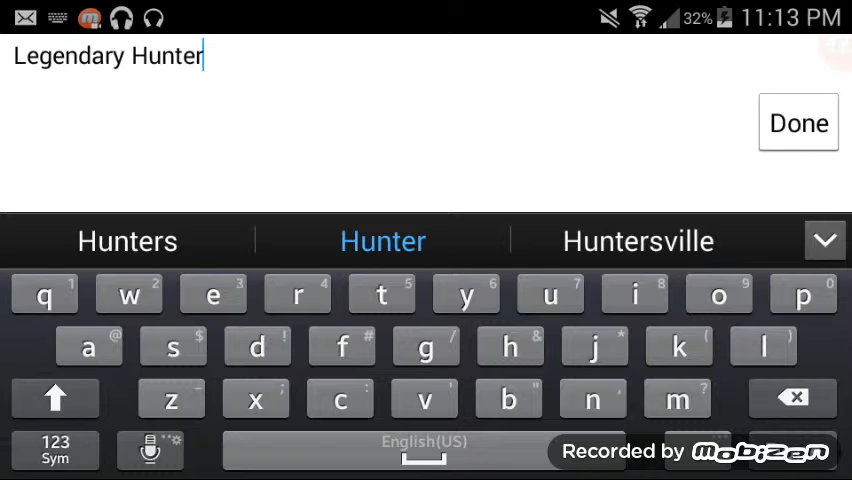 32% 11:13 PM
Legendary Hunter
Done
Hunters Hunter Huntersville
q 1 w 2 e 3 r 4 t 5 y 6 u 7 i 8 o 9 p 0
a @ s $ d ! f # g / h & j * k ( l )
z - x ; c : v ' b " n , m ?
123
Sym
English(US)
Recorded by mobizen